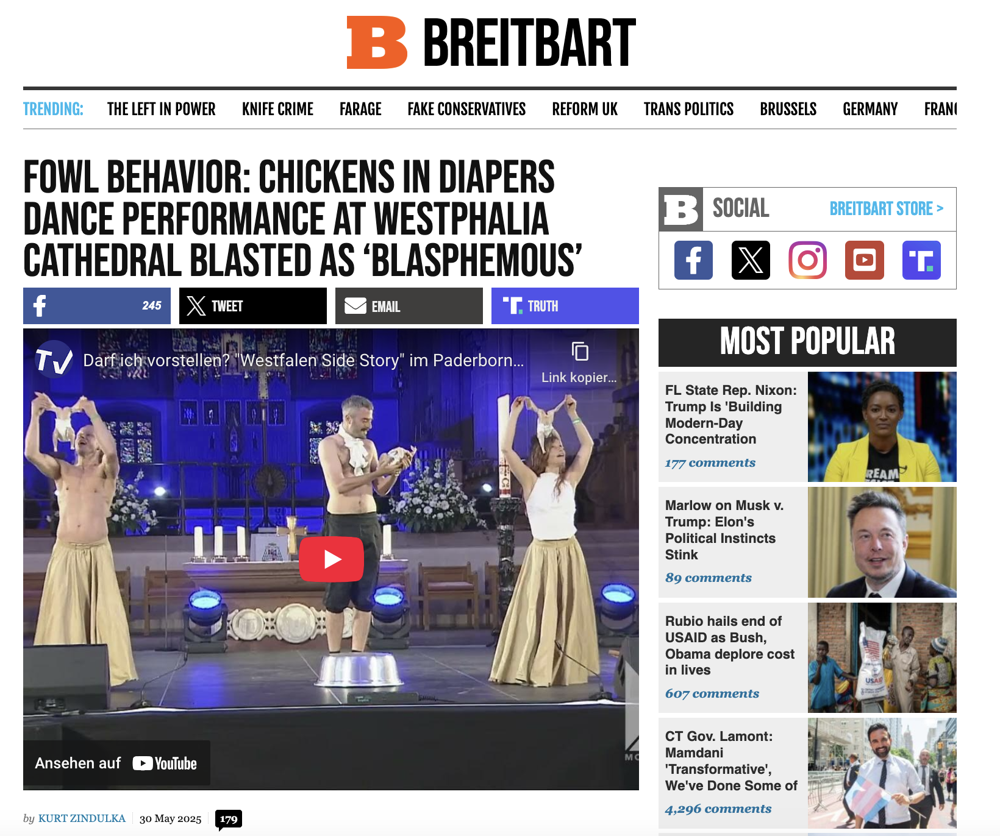 B BREITBART
TRENDING: THE LEFT IN POWER KNIFE CRIME FARAGE FAKE CONSERVATIVES REFORM UK TRANS POLITICS BRUSSELS GERMANY
FOWL BEHAVIOR: CHICKENS IN DIAPERS
DANCE PERFORMANCE AT WESTPHALIA
CATHEDRAL BLASTED AS ‘BLASPHEMOUS’
245 TWEET EMAIL TRUTH
TV Darf ich vorstellen? "Westfalen Side Story" im Paderborn...
Link kopier...
Ansehen auf YouTube
by KURT ZINDULKA 30 May 2025 179
B SOCIAL BREITBART STORE >
MOST POPULAR
FL State Rep. Nixon:
Trump Is 'Building
Modern-Day
Concentration
177 comments
Marlow on Musk v.
Trump: Elon's
Political Instincts
Stink
89 comments
Rubio hails end of
USAID as Bush,
Obama deplore cost
in lives
607 comments
CT Gov. Lamont:
Mamdani
'Transformative',
We've Done Some of
4,296 comments